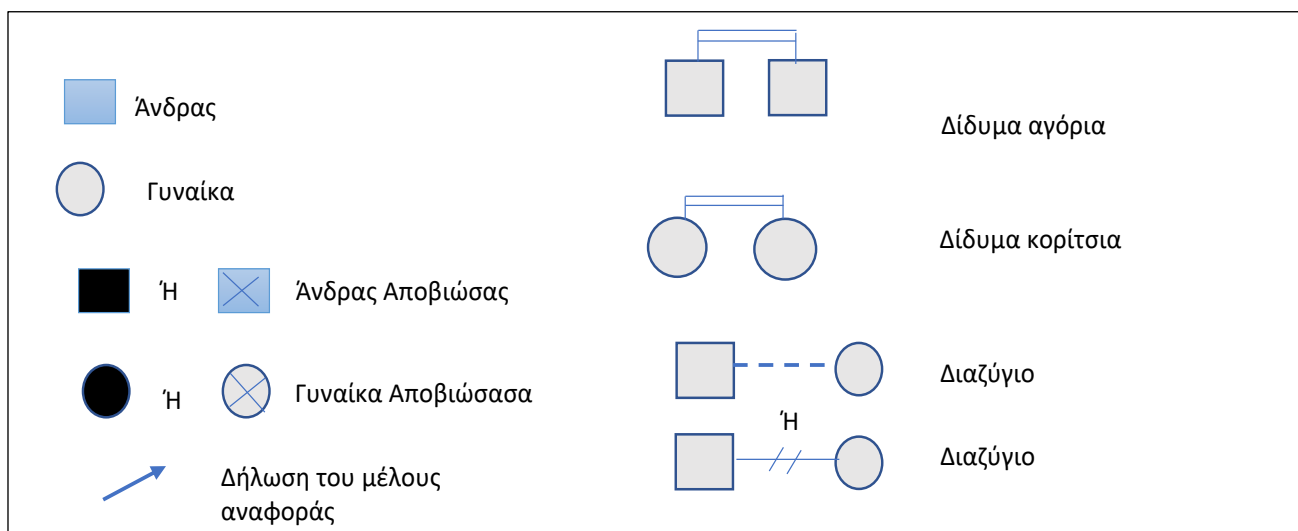 Άνδρας
Γυναίκα
Ή Άνδρας Αποβιώσας
Ή Γυναίκα Αποβιώσασα
Δήλωση του μέλους
αναφοράς
Δίδυμα αγόρια
Δίδυμα κορίτσια
Διαζύγιο
Ή
Διαζύγιο